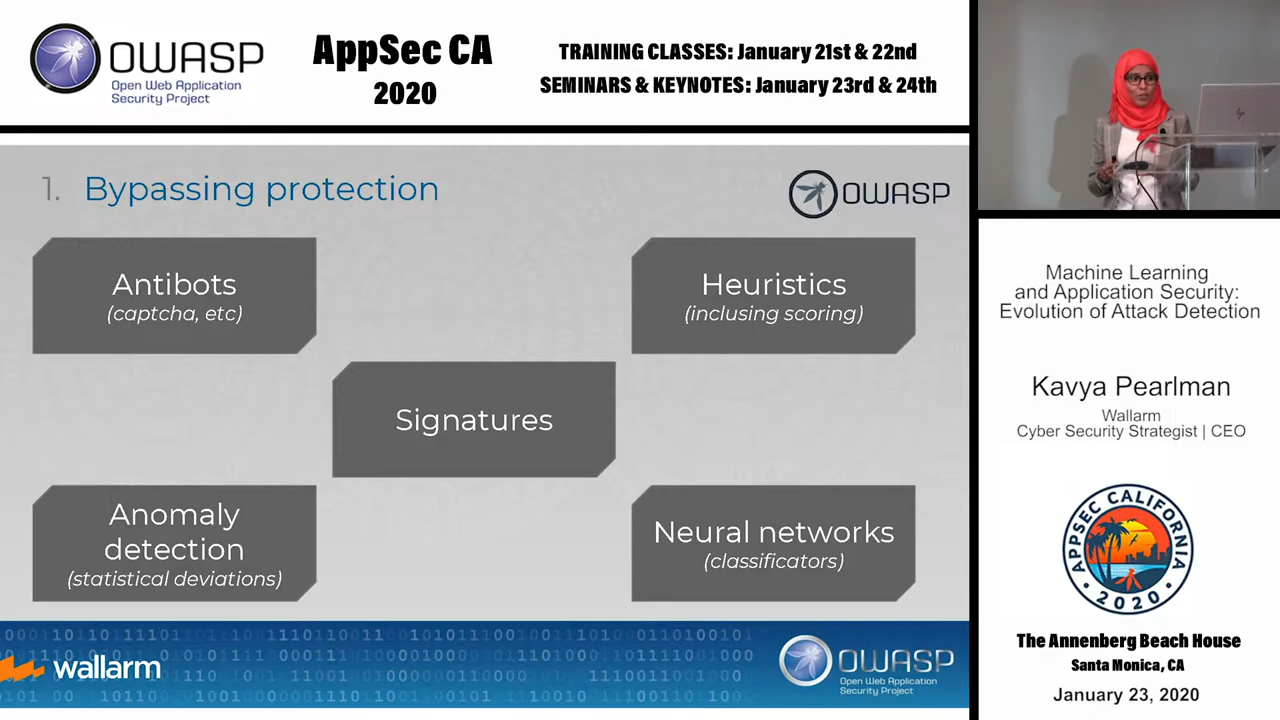 OWASP
Open Web Application
Security Project
AppSec CA
2020
TRAINING CLASSES: January 21st & 22nd
SEMINARS & KEYNOTES: January 23rd & 24th
1. Bypassing protection
OWASP
Antibots
(captcha, etc)
Heuristics
(inclusing scoring)
Signatures
Anomaly
detection
(statistical deviations)
Neural networks
(classificators)
wallarm
OWASP
Open Web Application
Security Project
Machine Learning
and Application Security:
Evolution of Attack Detection
Kavya Pearlman
Wallarm
Cyber Security Strategist | CEO
APPSEC CALIFORNIA
2020
The Annenberg Beach House
Santa Monica, CA
January 23, 2020